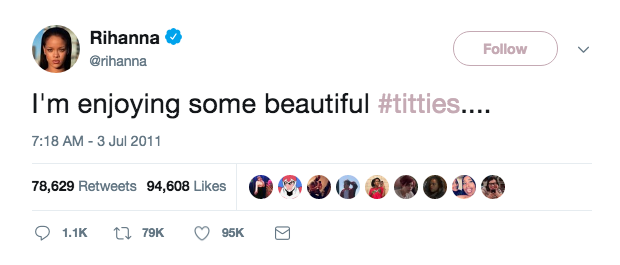 Rihanna
@rihanna
Follow
I'm enjoying some beautiful #titties....
7:18 AM - 3 Jul 2011
78,629 Retweets 94,608 Likes
1.1K 79K 95K